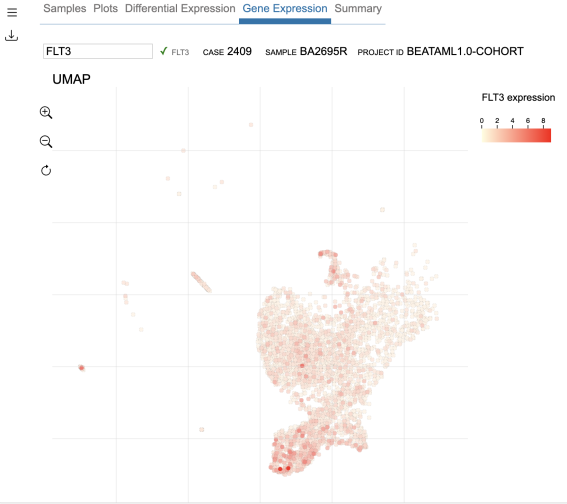 Samples Plots Differential Expression Gene Expression Summary
FLT3 ✓ FLT3 CASE 2409 SAMPLE BA2695R PROJECT ID BEATAML1.0-COHORT
UMAP
FLT3 expression
0 2 4 6 8